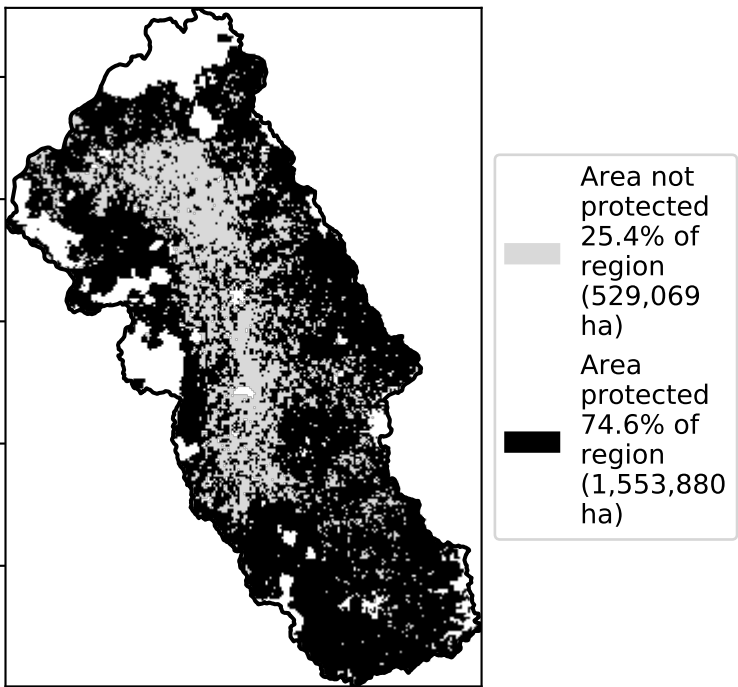 Area not
protected
25.4% of
region
(529,069
ha)
Area
protected
74.6% of
region
(1,553,880
ha)